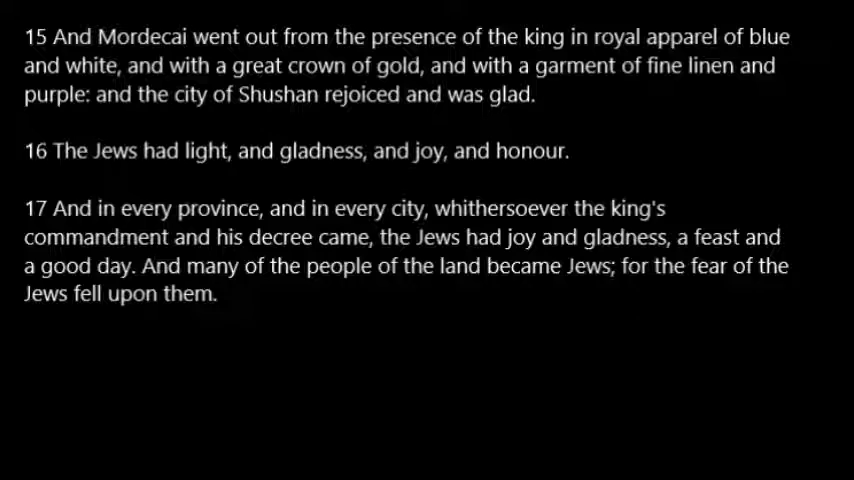 15 And Mordecai went out from the presence of the king in royal apparel of blue
and white, and with a great crown of gold, and with a garment of fine linen and
purple: and the city of Shushan rejoiced and was glad.
16 The Jews had light, and gladness, and joy, and honour.
17 And in every province, and in every city, whithersoever the king's
commandment and his decree came, the Jews had joy and gladness, a feast and
a good day. And many of the people of the land became Jews; for the fear of the
Jews fell upon them.